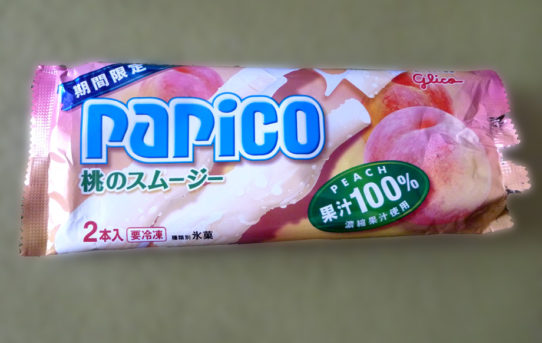 期間限定
glico
papico
桃のスムージー
PEACH
果汁100%
濃縮果汁使用
2本入 要冷凍 種類別 氷菓